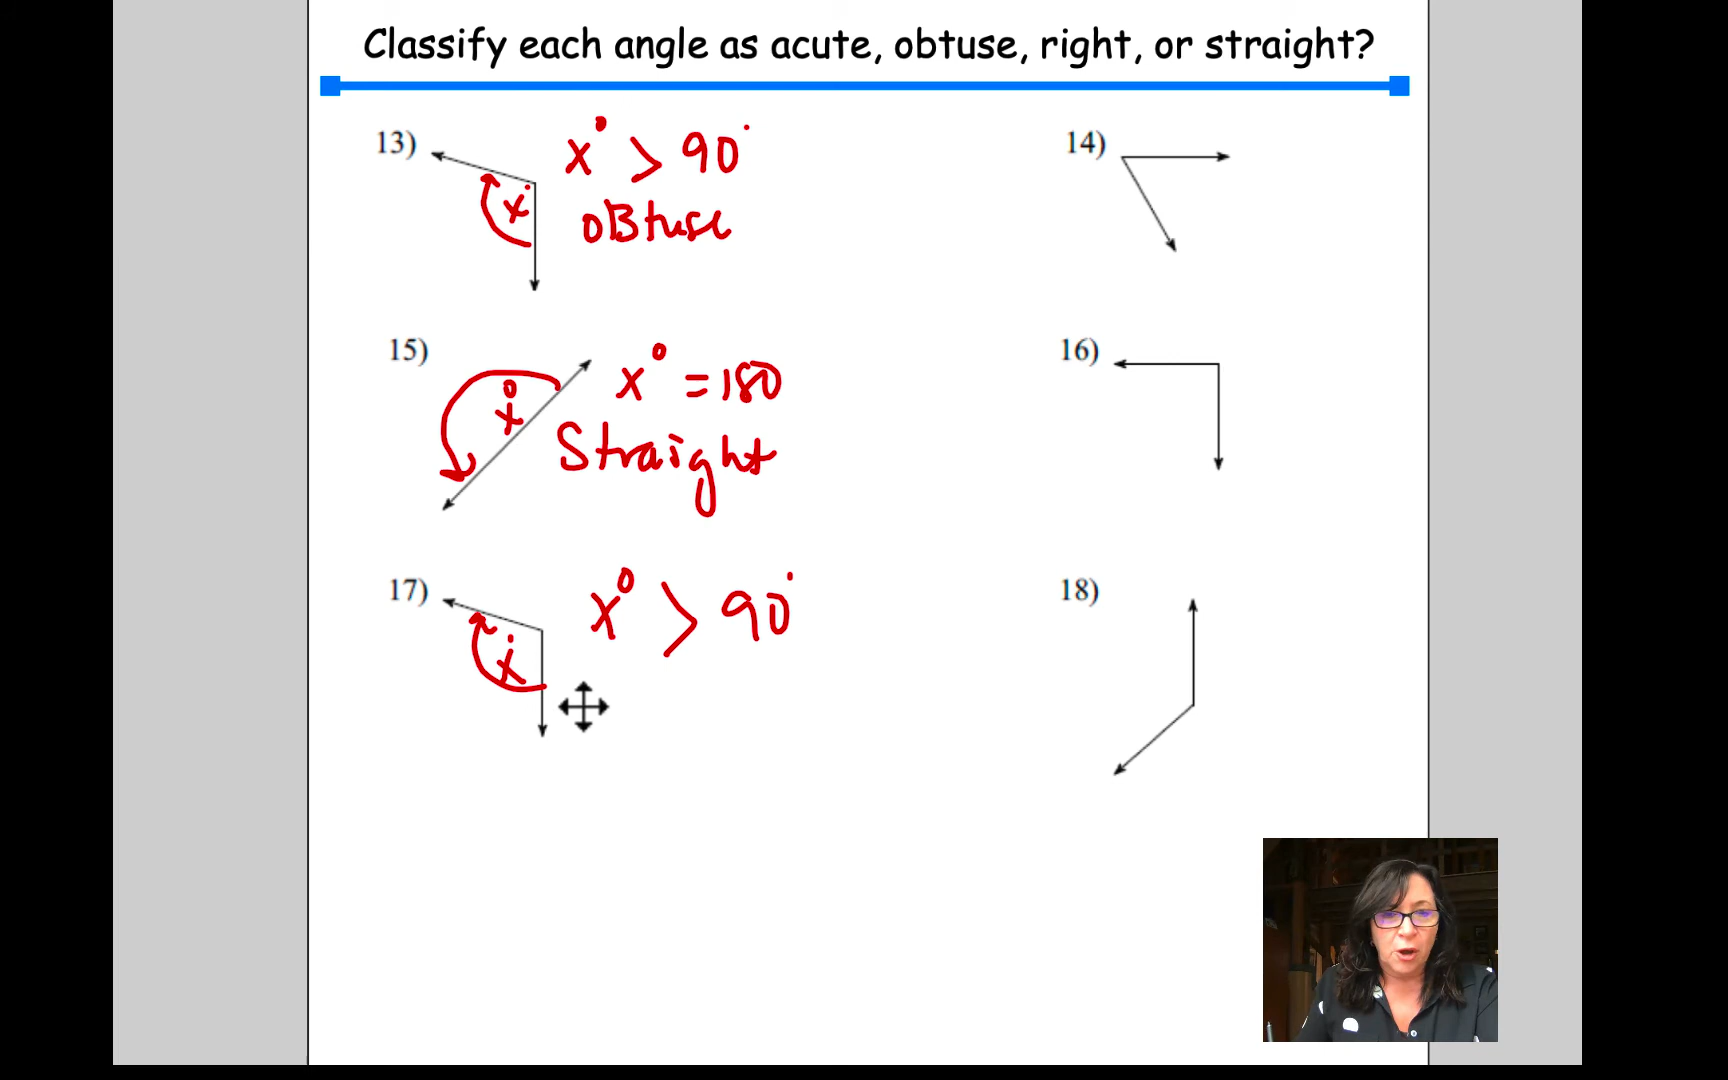 Classify each angle as acute, obtuse, right, or straight?
13)
x° > 90°
x°
oBtuse
14)
15)
x° = 180
x°
Straight
16)
17)
x° > 90°
x°
18)